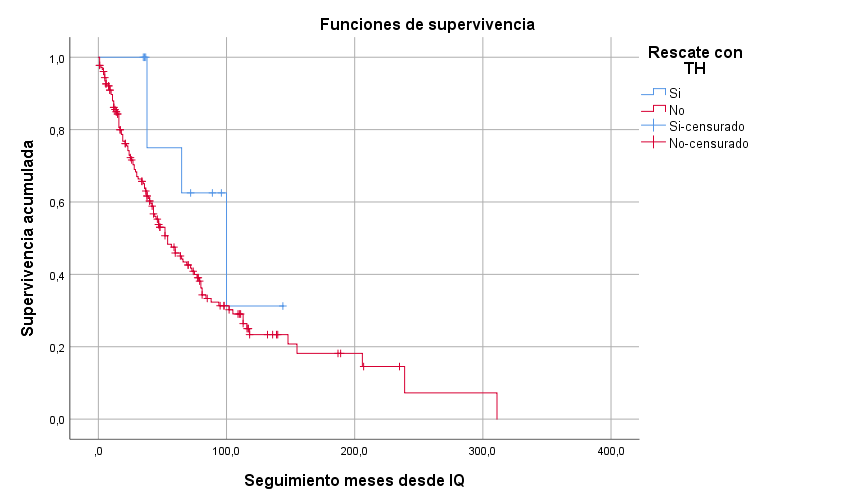 Funciones de supervivencia
Rescate con
TH
Si
No
Si-censurado
No-censurado
Supervivencia acumulada
1,0
0,8
0,6
0,4
0,2
0,0
,0
100,0
200,0
300,0
400,0
Seguimiento meses desde IQ